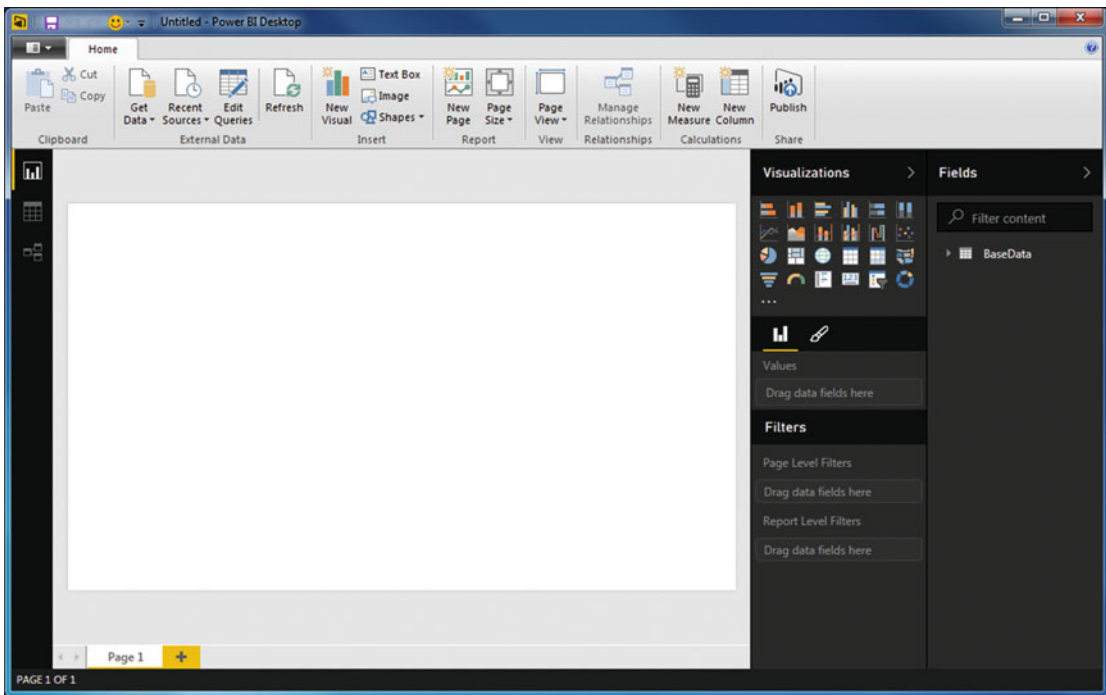 Untitled - Power BI Desktop
Home
Paste
Cut
Copy
Clipboard
Get Data
Recent Sources
Edit Queries
Refresh
External Data
New Visual
Text Box
Image
Shapes
Insert
New Page
Page Size
Report
Page View
View
Manage Relationships
Relationships
New Measure
New Column
Calculations
Publish
Share
Visualizations
Fields
Filter content
BaseData
Values
Drag data fields here
Filters
Page Level Filters
Drag data fields here
Report Level Filters
Drag data fields here
Page 1
PAGE 1 OF 1